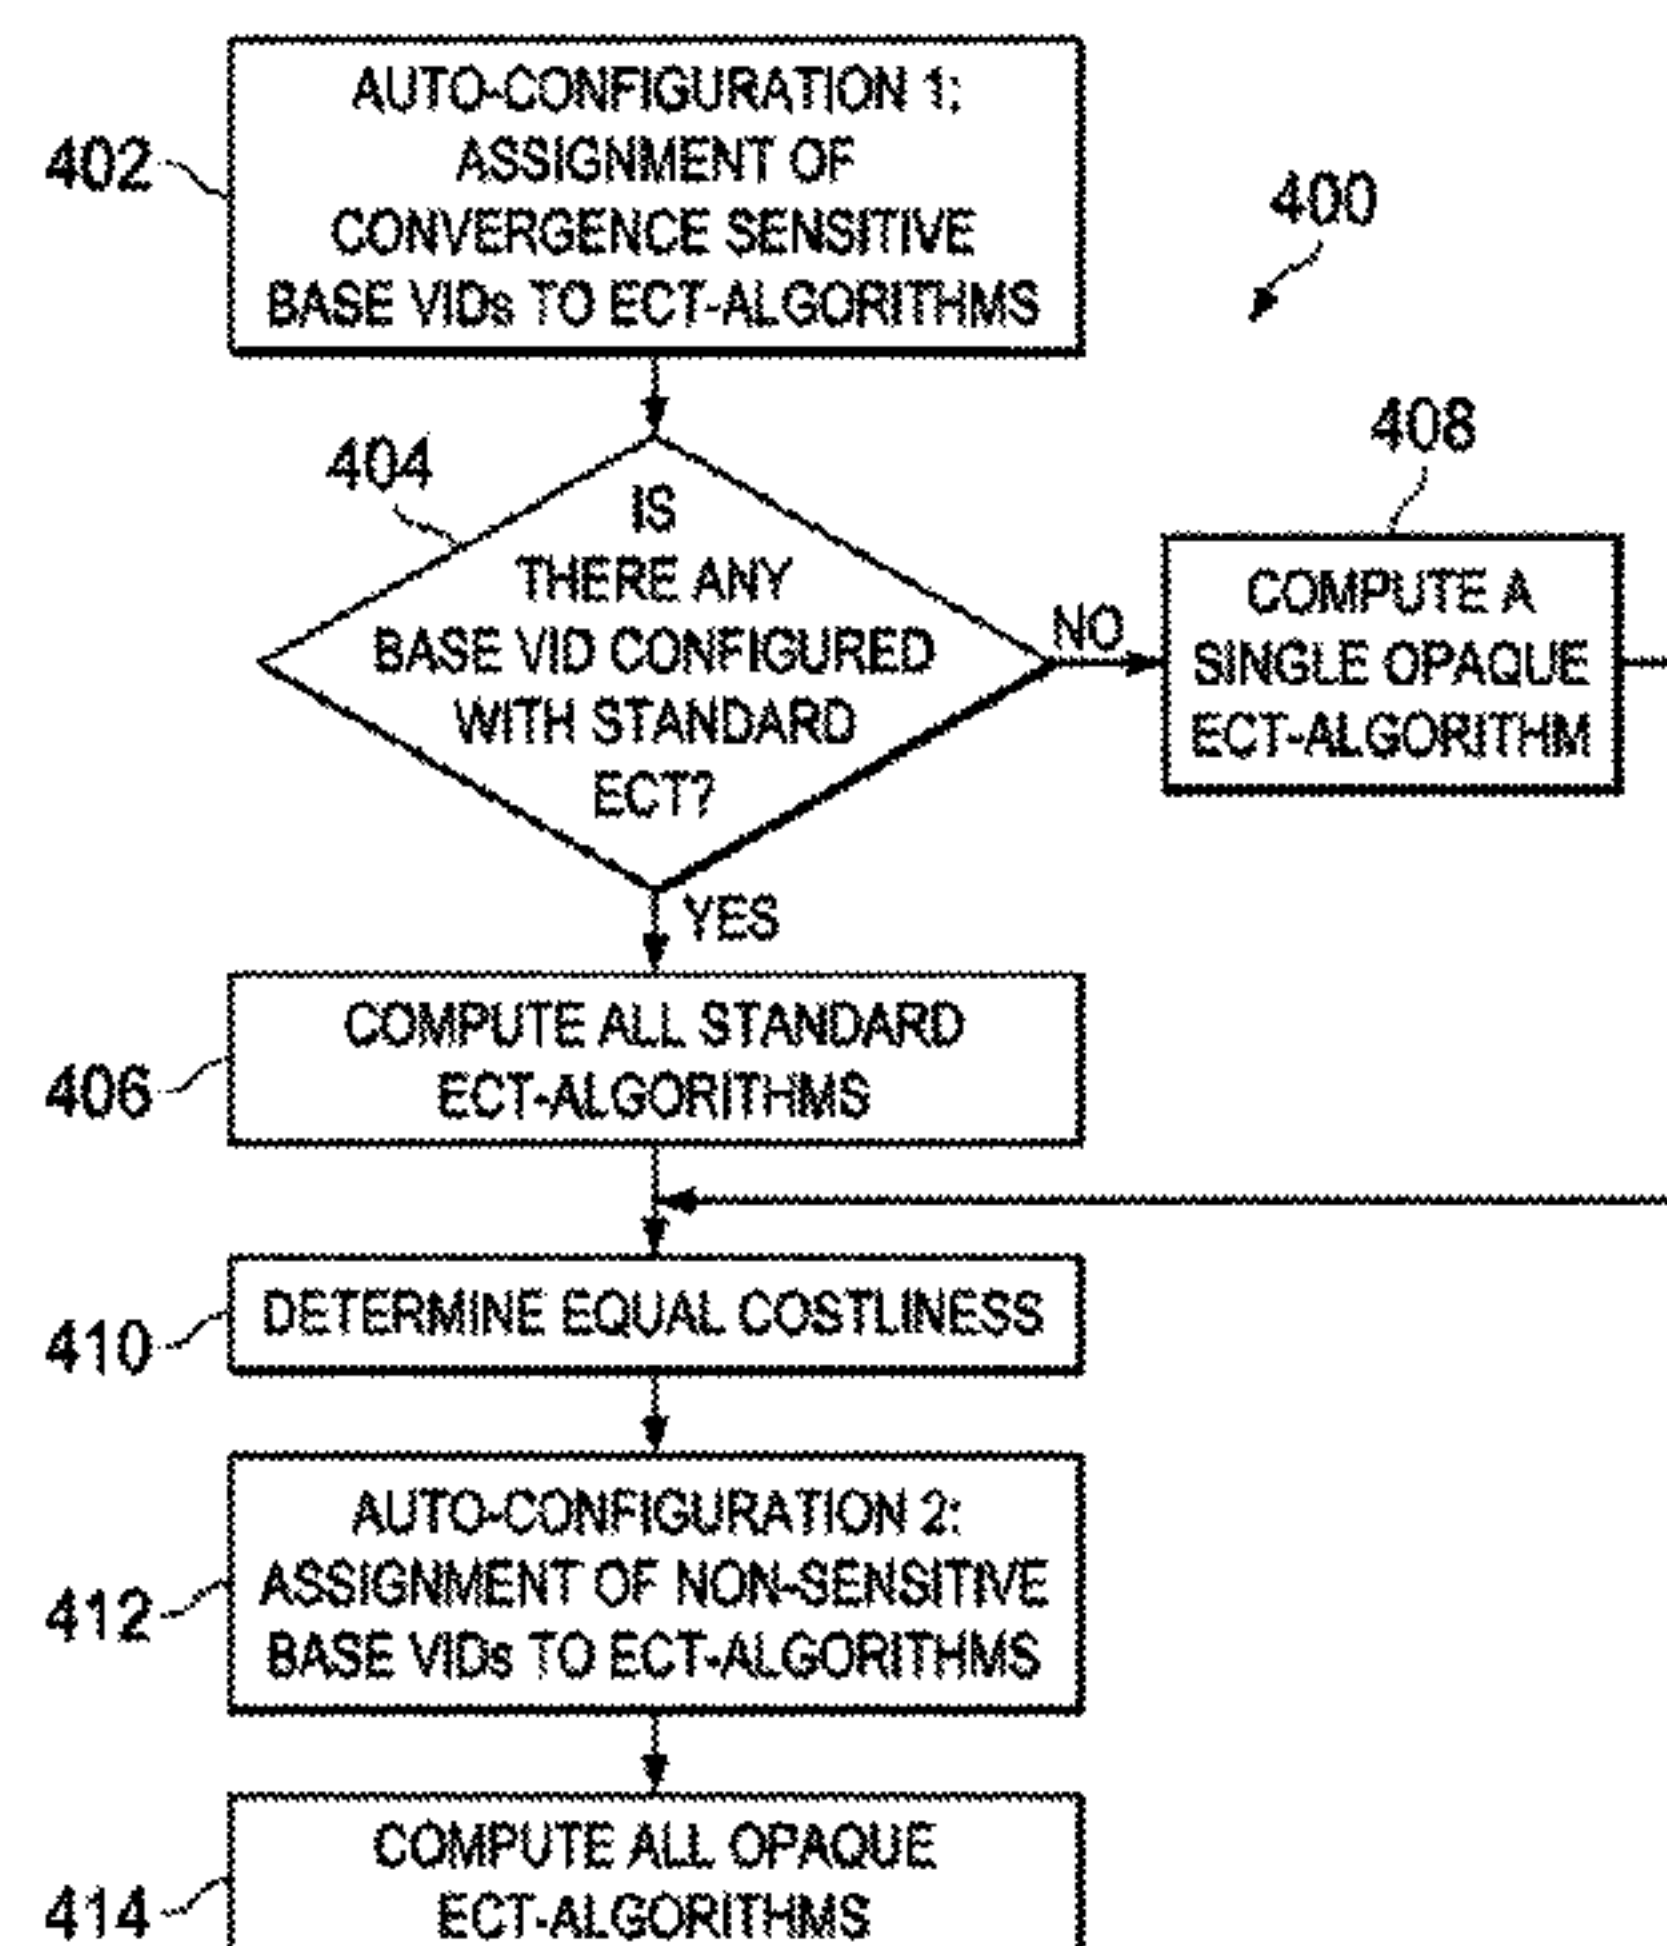 AUTO-CONFIGURATION 1:
ASSIGNMENT OF
CONVERGENCE SENSITIVE
BASE VIDs TO ECT-ALGORITHMS
402
400
404
IS
THERE ANY
BASE VID CONFIGURED
WITH STANDARD
ECT?
NO
408
COMPUTE A
SINGLE OPAQUE
ECT-ALGORITHM
YES
COMPUTE ALL STANDARD
ECT-ALGORITHMS
406
DETERMINE EQUAL COSTLINESS
410
AUTO-CONFIGURATION 2:
ASSIGNMENT OF NON-SENSITIVE
BASE VIDs TO ECT-ALGORITHMS
412
COMPUTE ALL OPAQUE
ECT-ALGORITHMS
414